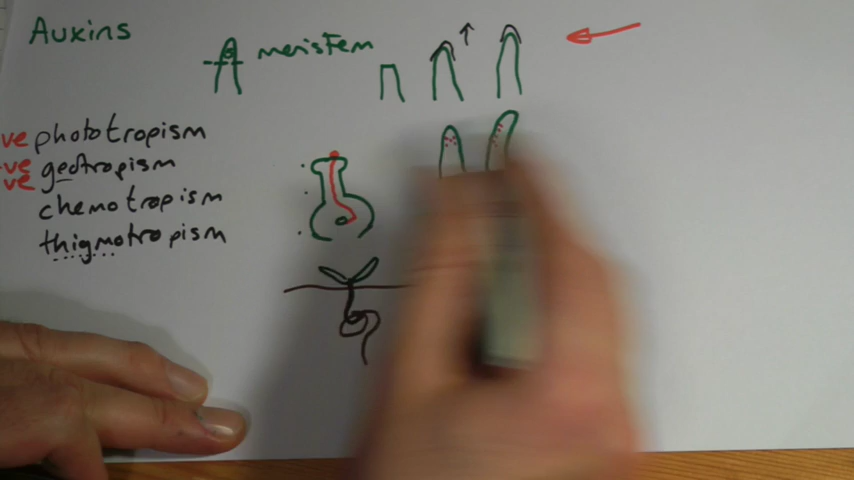 Auxins
meristem
ve phototropism
-ve geotropism
ve
chemotropism
thigmotropism